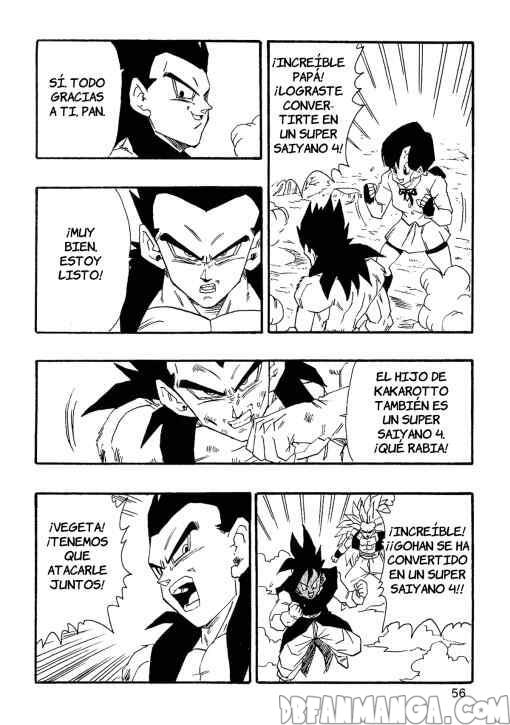 ¡INCREÍBLE
PAPÁ!
¡LOGRASTE
CONVER-
TIRTE EN
UN SUPER
SAIYANO 4!
SÍ. TODO
GRACIAS
A TI, PAN.
¡MUY
BIEN.
ESTOY
LISTO!
EL HIJO DE
KAKAROTTO
TAMBIÉN ES
UN SUPER
SAIYANO 4.
¡QUÉ RABIA!
¡INCREÍBLE!
¡¡GOHAN SE HA
CONVERTIDO
EN UN SUPER
SAIYANO 4!!
¡VEGETA!
¡TENEMOS
QUE
ATACARLE
JUNTOS!
56
DBFANMANGA.COM